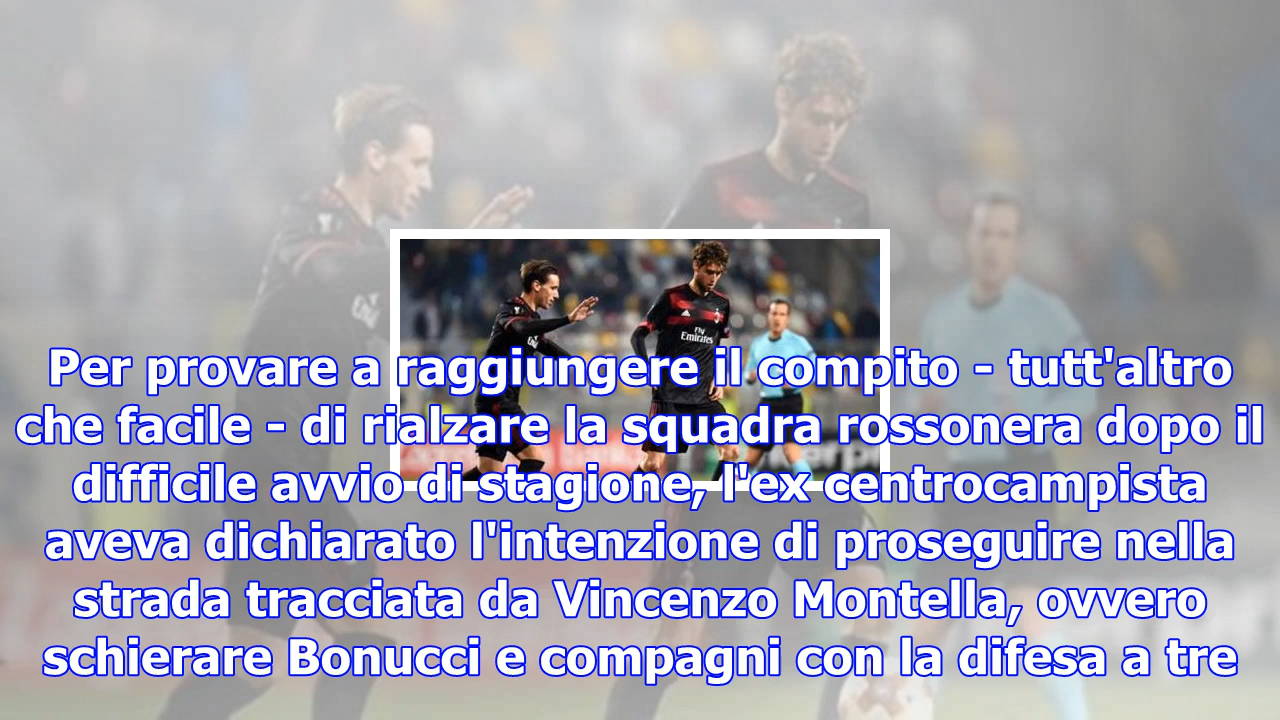 Fly
Emirates
Per provare a raggiungere il compito - tutt'altro
che facile - di rialzare la squadra rossonera dopo il
difficile avvio di stagione, l'ex centrocampista
aveva dichiarato l'intenzione di proseguire nella
strada tracciata da Vincenzo Montella, ovvero
schierare Bonucci e compagni con la difesa a tre